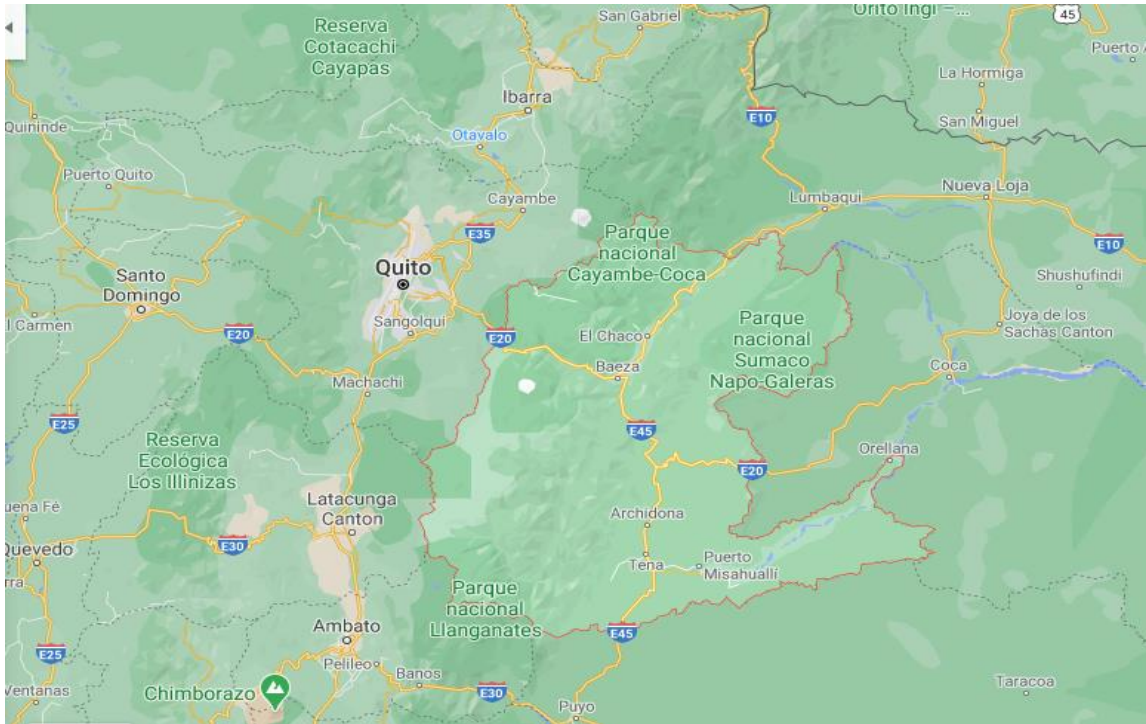 Orito Ingi – ...
45
San Gabriel
Reserva
Cotacachi
Cayapas
Puerto
La Hormiga
Ibarra
E10
San Miguel
Quininde
Otavalo
Puerto Quito
Nueva Loja
Cayambe
Lumbaqui
E35
Parque
nacional
Cayambe-Coca
E10
Quito
Santo
Domingo
Shushufindi
Sangolquí
Joya de los
Sachas Canton
l Carmen
E20
E20
El Chaco
Parque
nacional
Sumaco
Napo-Galeras
Baeza
Coca
Machachi
E25
E45
Reserva
Ecológica
Los Illinizas
Orellana
E20
uena Fé
Latacunga
Canton
Archidona
Quevedo
E30
Tena
Puerto
Misahuallí
rra
Parque
nacional
Llanganates
Ambato
E45
E25
Pelileo
Banos
Chimborazo
E30
Ventanas
Taracoa
Puyo